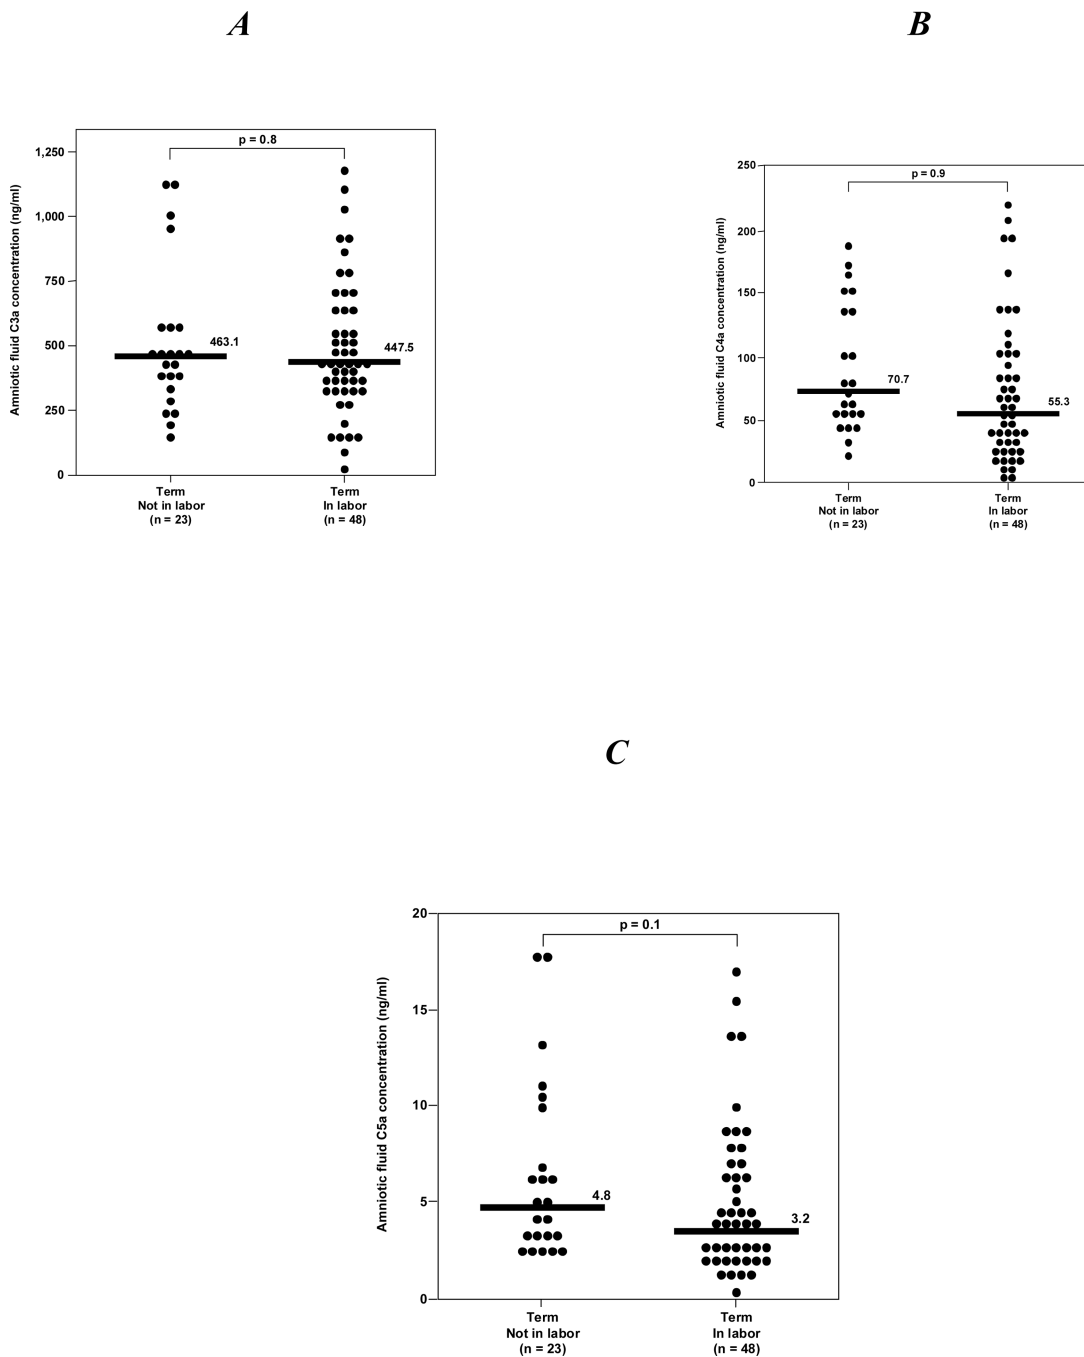 A
Amniotic fluid C3a concentration (ng/ml)
1,250
1,000
750
500
250
0
p = 0.8
463.1
447.5
Term
Not in labor
(n = 23)
Term
In labor
(n = 48)
B
Amniotic fluid C4a concentration (ng/ml)
250
200
150
100
50
0
p = 0.9
70.7
55.3
Term
Not in labor
(n = 23)
Term
In labor
(n = 48)
C
Amniotic fluid C5a concentration (ng/ml)
20
15
10
5
0
p = 0.1
4.8
3.2
Term
Not in labor
(n = 23)
Term
In labor
(n = 48)